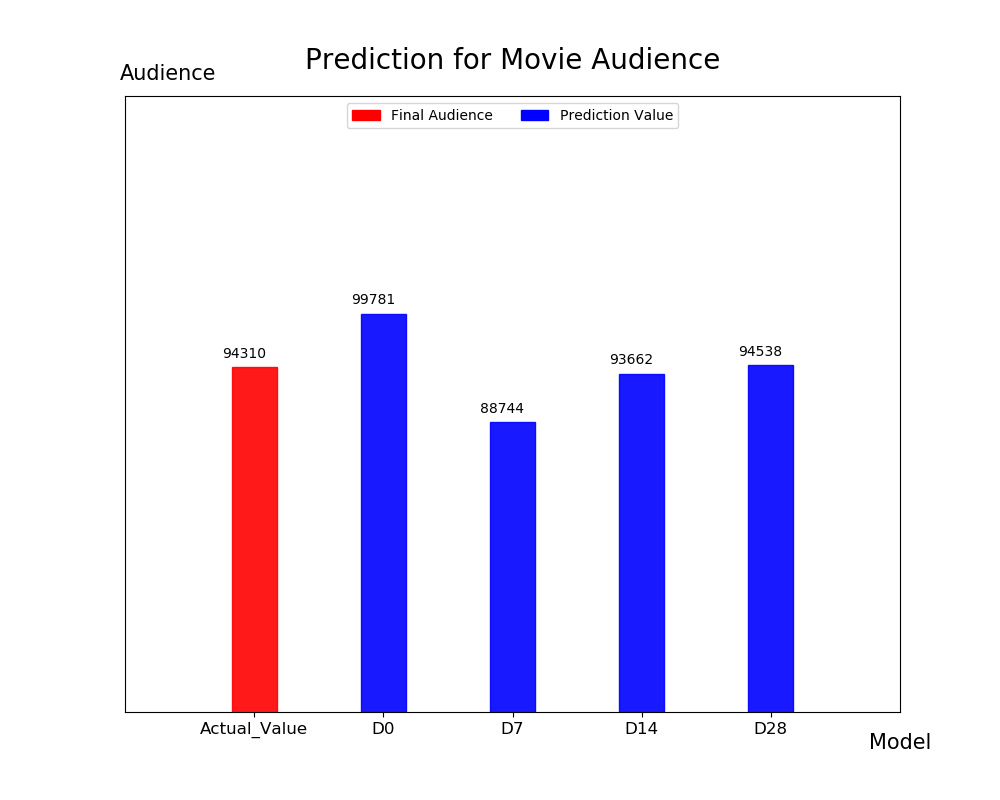 Prediction for Movie Audience
Audience
Final Audience Prediction Value
99781
94310
93662
94538
88744
Actual_Value D0 D7 D14 D28
Model